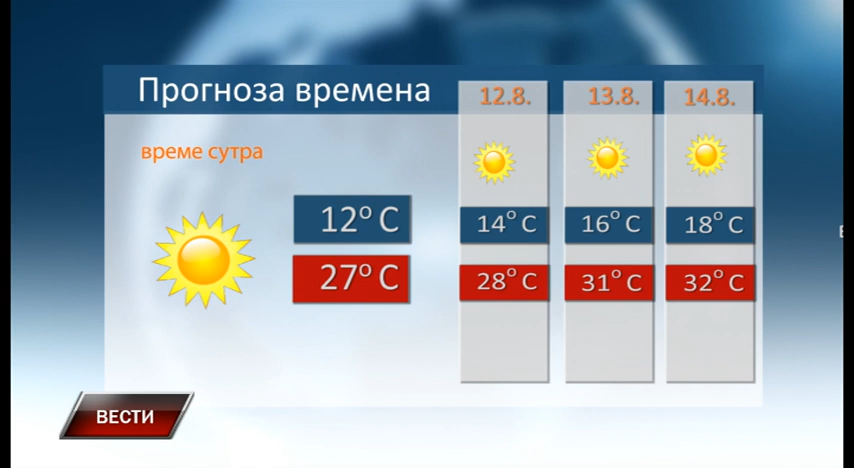 Прогноза времена
време сутра
12° C
27° C
12.8.
14° C
28° C
13.8.
16° C
31° C
14.8.
18° C
32° C
ВЕСТИ